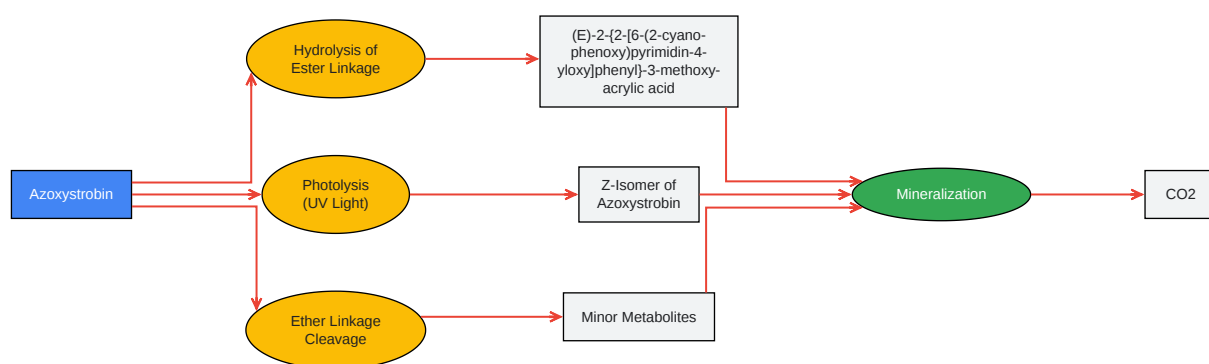 Hydrolysis of
Ester Linkage
(E)-2-{2-[6-(2-cyano-
phenoxy)pyrimidin-4-
yloxy]phenyl}-3-methoxy-
acrylic acid
Azoxystrobin
Photolysis
(UV Light)
Z-Isomer of
Azoxystrobin
Mineralization
CO2
Ether Linkage
Cleavage
Minor Metabolites